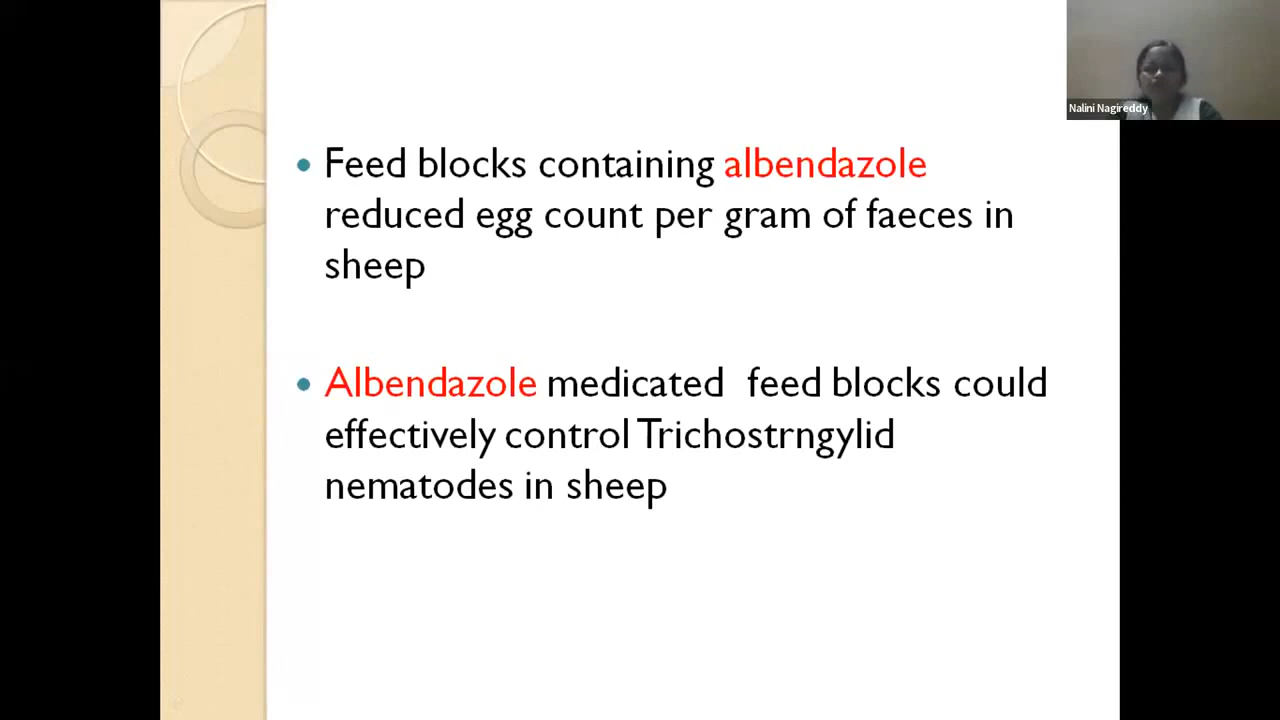 Nalini Nagireddy
• Feed blocks containing albendazole
reduced egg count per gram of faeces in
sheep
• Albendazole medicated feed blocks could
effectively control Trichostrngylid
nematodes in sheep